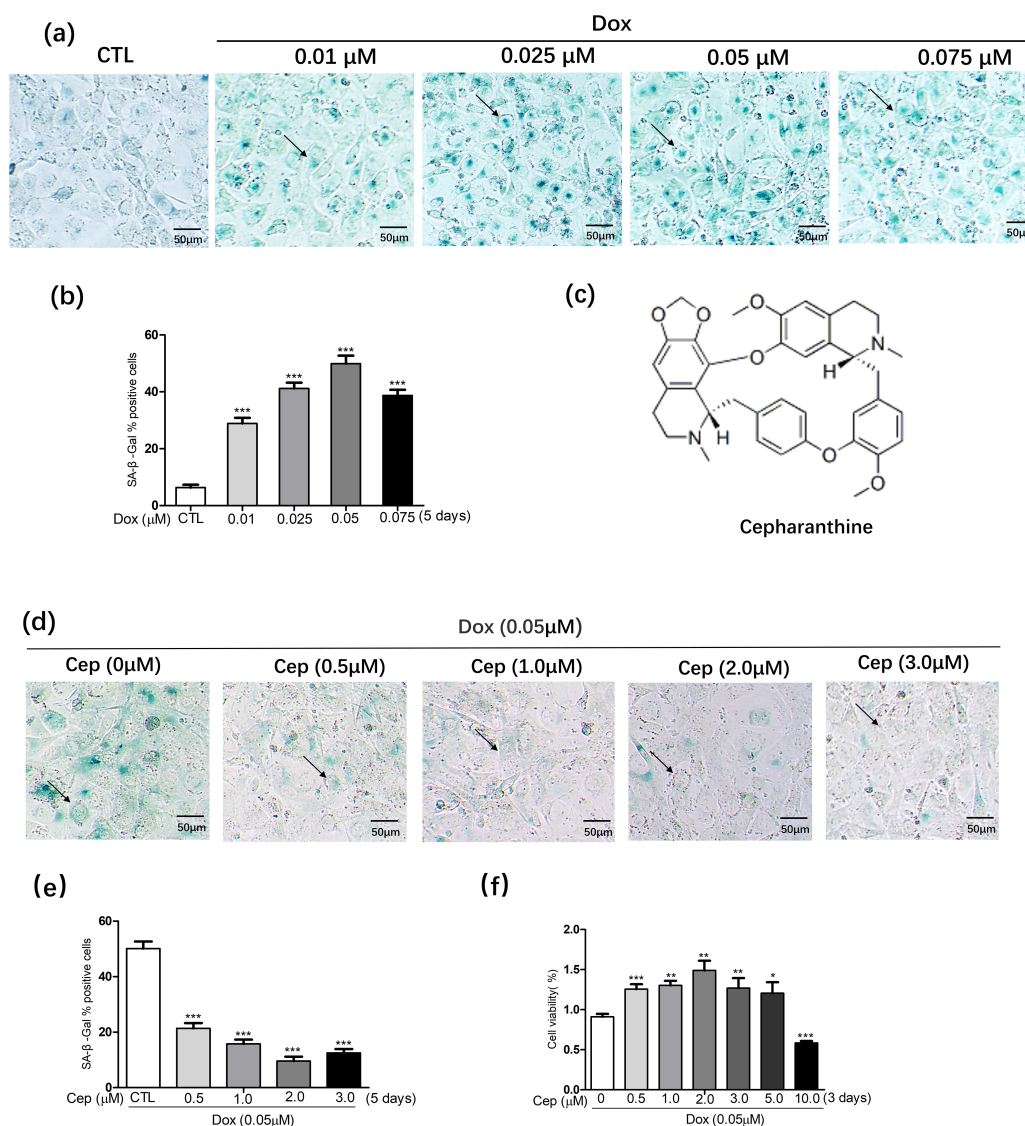 (a)
Dox
CTL
0.01 μM
0.025 μM
0.05 μM
0.075 μM
50μm
50μm
50μm
50μm
50μ
(b)
60
40
20
0
SA-β -Gal % positive cells
***
***
***
***
Dox (μM)
CTL
0.01
0.025
0.05
0.075 (5 days)
(c)
O
O
O
O
N
H
N
H
O
O
Cepharanthine
(d)
Dox (0.05μM)
Cep (0μM)
Cep (0.5μM)
Cep (1.0μM)
Cep (2.0μM)
Cep (3.0μM)
50μm
50μm
50μm
50μm
50μm
(e)
60
40
20
0
SA-β -Gal % positive cells
***
***
***
***
Cep (μM)
CTL
0.5
1.0
2.0
3.0
(5 days)
Dox (0.05μM)
(f)
2.0
1.5
1.0
0.5
0.0
Cell viability( %)
***
**
**
**
*
***
Cep (μM)
0
0.5
1.0
2.0
3.0
5.0
10.0 (3 days)
Dox (0.05μM)